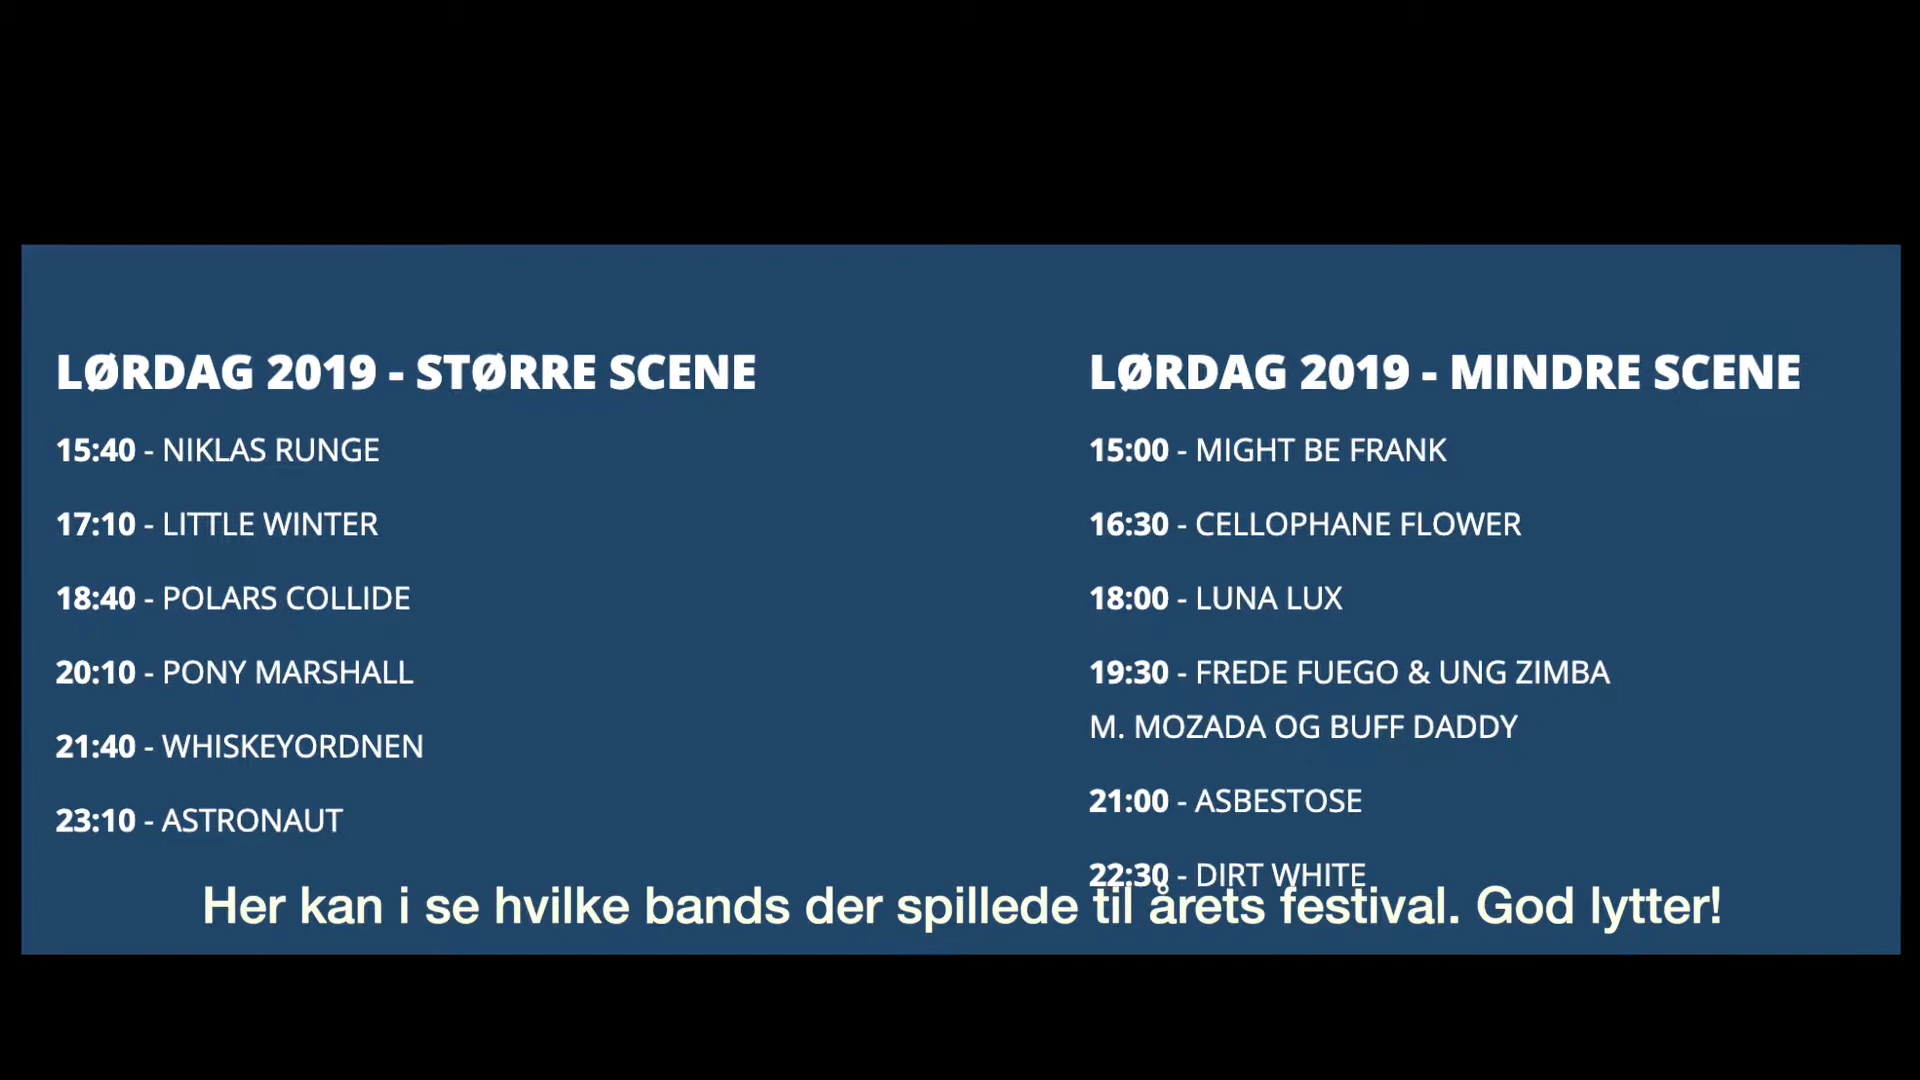 LØRDAG 2019 - STØRRE SCENE
15:40 - NIKLAS RUNGE
17:10 - LITTLE WINTER
18:40 - POLARS COLLIDE
20:10 - PONY MARSHALL
21:40 - WHISKEYORDNEN
23:10 - ASTRONAUT
LØRDAG 2019 - MINDRE SCENE
15:00 - MIGHT BE FRANK
16:30 - CELLOPHANE FLOWER
18:00 - LUNA LUX
19:30 - FREDE FUEGO & UNG ZIMBA
M. MOZADA OG BUFF DADDY
21:00 - ASBESTOSE
22:30 - DIRT WHITE
Her kan i se hvilke bands der spillede til årets festival. God lytter!